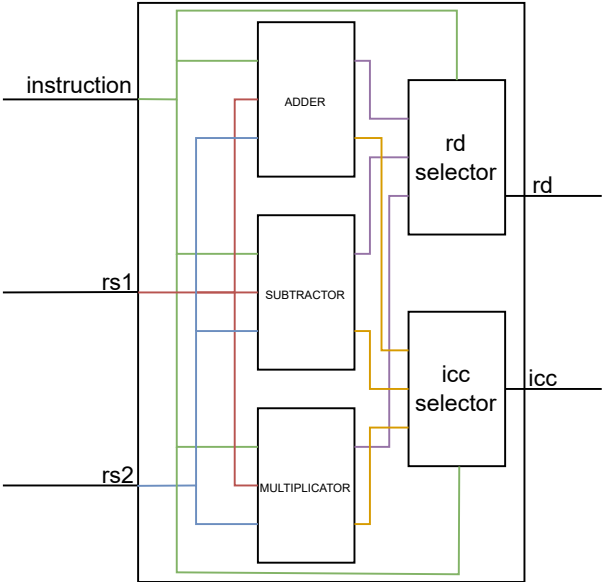 instruction
ADDER
rd
selector
rd
rs1
SUBTRACTOR
icc
selector
icc
rs2
MULTIPLICATOR